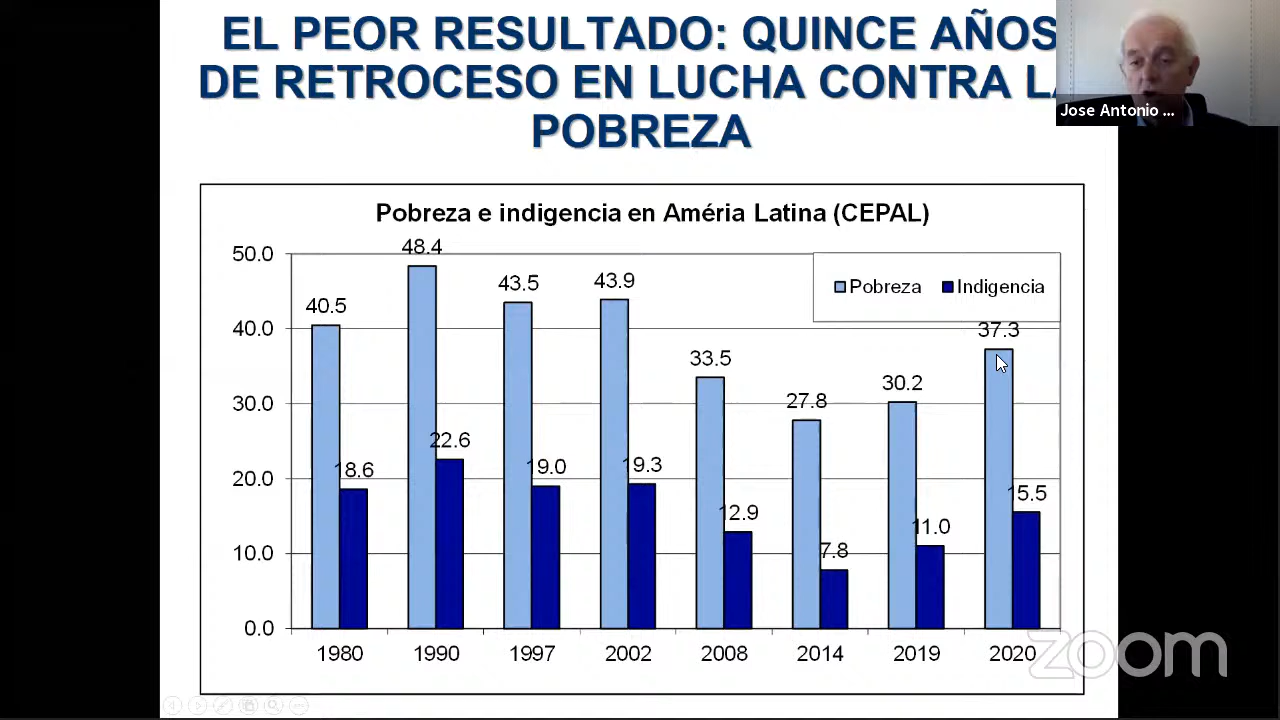 EL PEOR RESULTADO: QUINCE AÑOS
DE RETROCESO EN LUCHA CONTRA LA
POBREZA
Jose Antonio ...
Pobreza e indigencia en Améria Latina (CEPAL)
Pobreza Indigencia
50.0
40.0
30.0
20.0
10.0
0.0
40.5
18.6
48.4
22.6
43.5
19.0
43.9
19.3
33.5
12.9
27.8
7.8
30.2
11.0
37.3
15.5
1980 1990 1997 2002 2008 2014 2019 2020
zoom